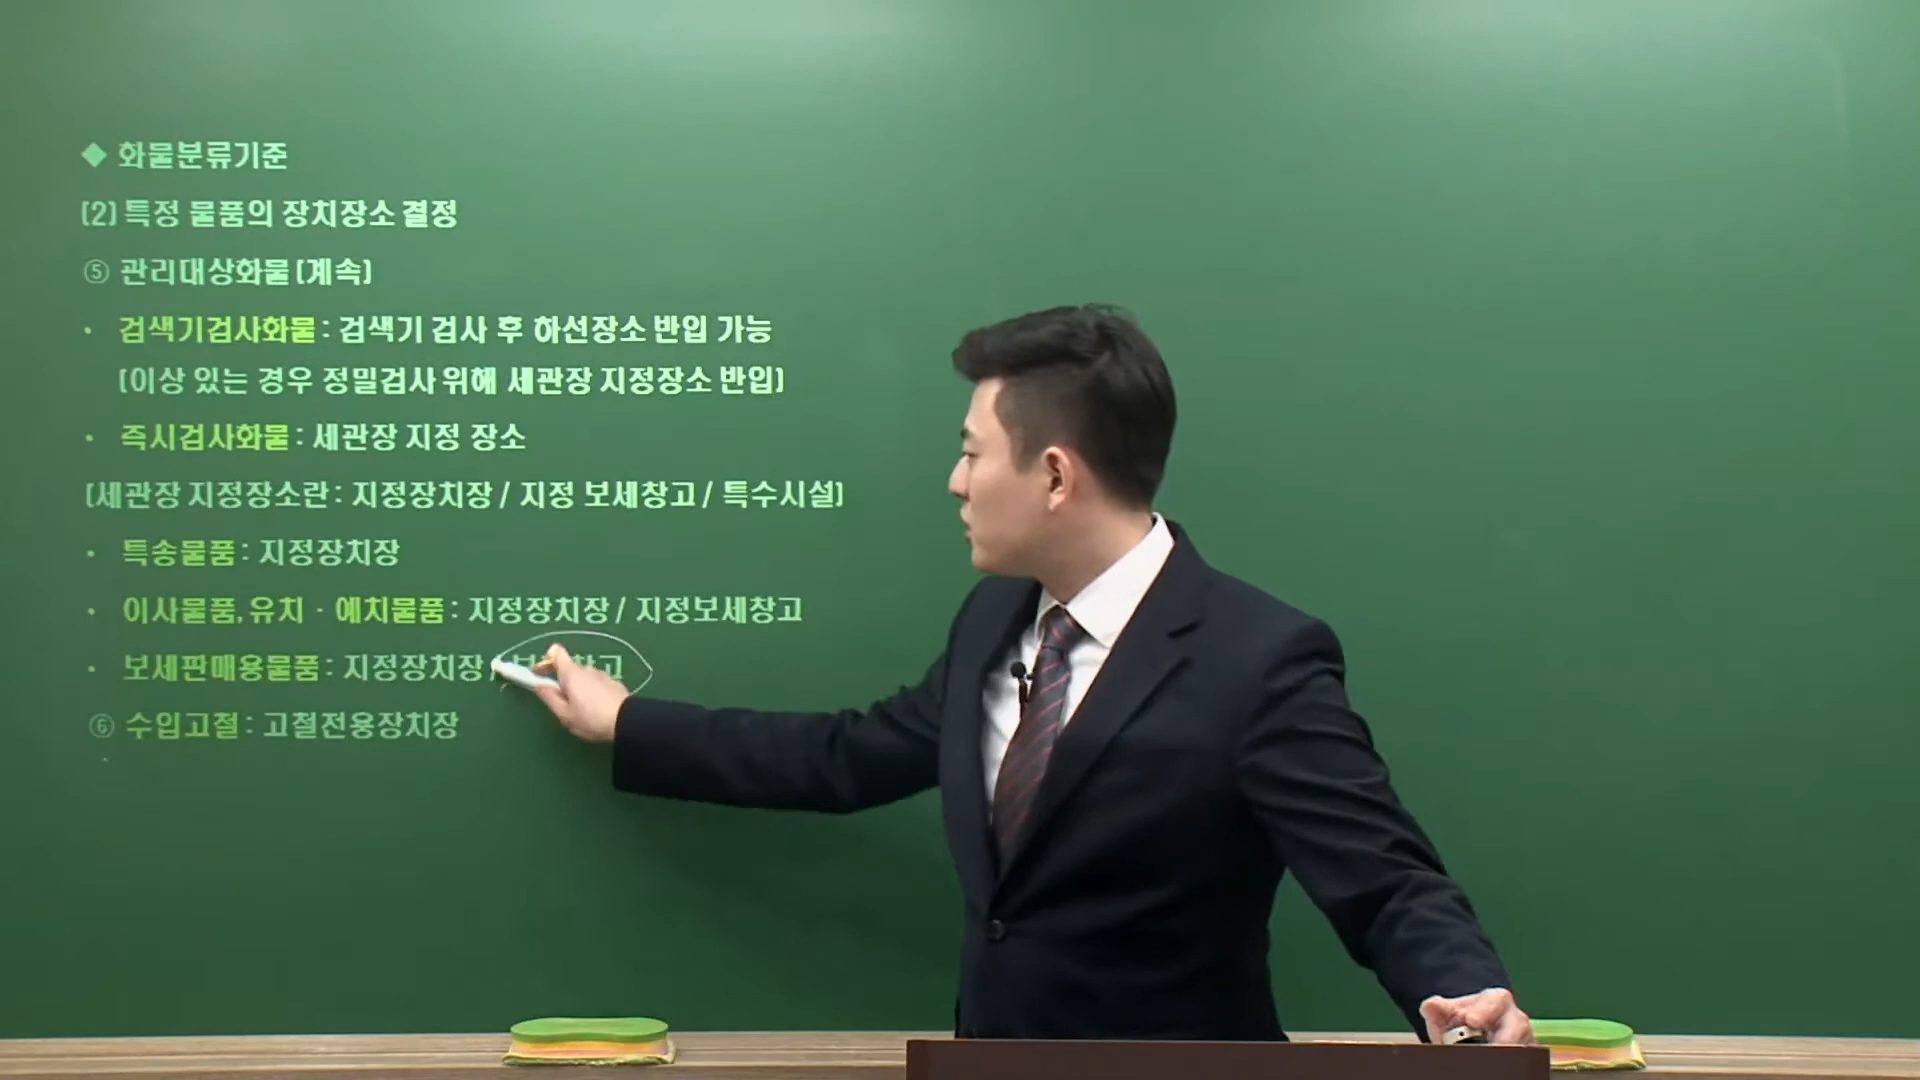 ◆ 화물분류기준
(2) 특정 물품의 장치장소 결정
⑤ 관리대상화물(계속)
• 검색기검사화물 : 검색기 검사 후 하선장소 반입 가능
(이상 있는 경우 정밀검사 위해 세관장 지정장소 반입)
• 즉시검사화물 : 세관장 지정 장소
(세관장 지정장소란 : 지정장치장 / 지정 보세창고 / 특수시설)
• 특송물품 : 지정장치장
• 이사물품, 유치 · 예치물품 : 지정장치장 / 지정보세창고
• 보세판매용물품 : 지정장치장 /
⑥ 수입고철 : 고철전용장치장